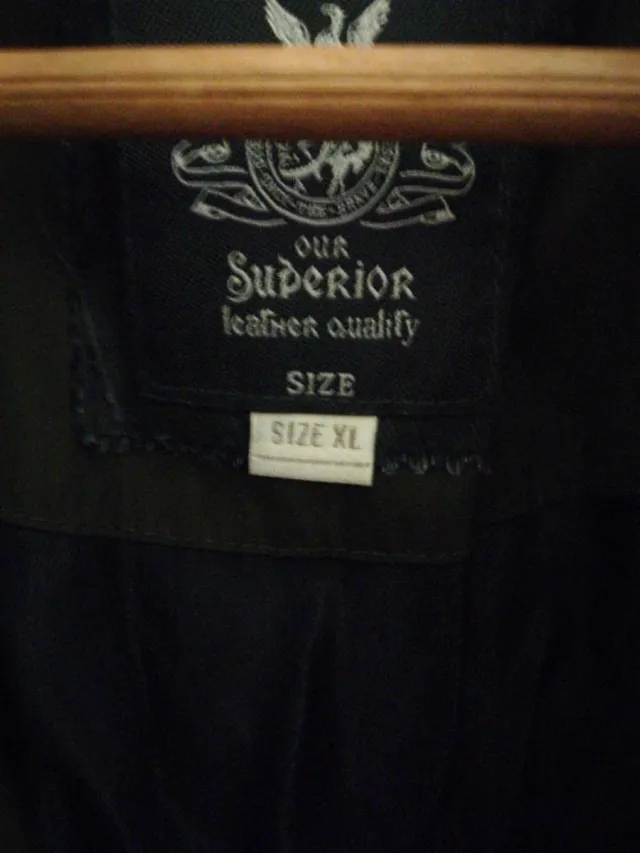 OUR
SUPERIOR
leather quality
SIZE
SIZE XL